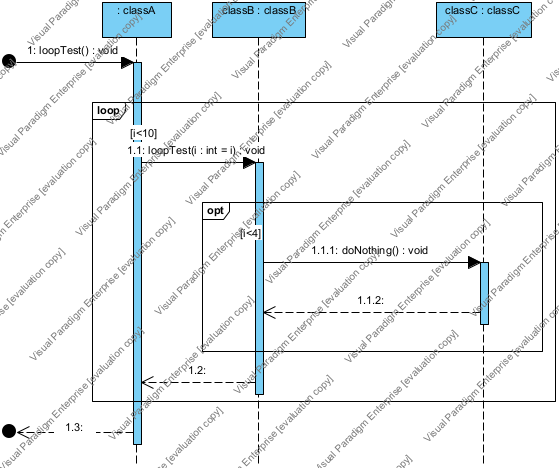 : classA
classB : classB
classC : classC
1: loopTest() : void
loop
[i<10]
1.1: loopTest(i : int = i) : void
opt
[i<4]
1.1.1: doNothing() : void
1.1.2:
1.2:
1.3:
Visual Paradigm Enterprise [evaluation copy]